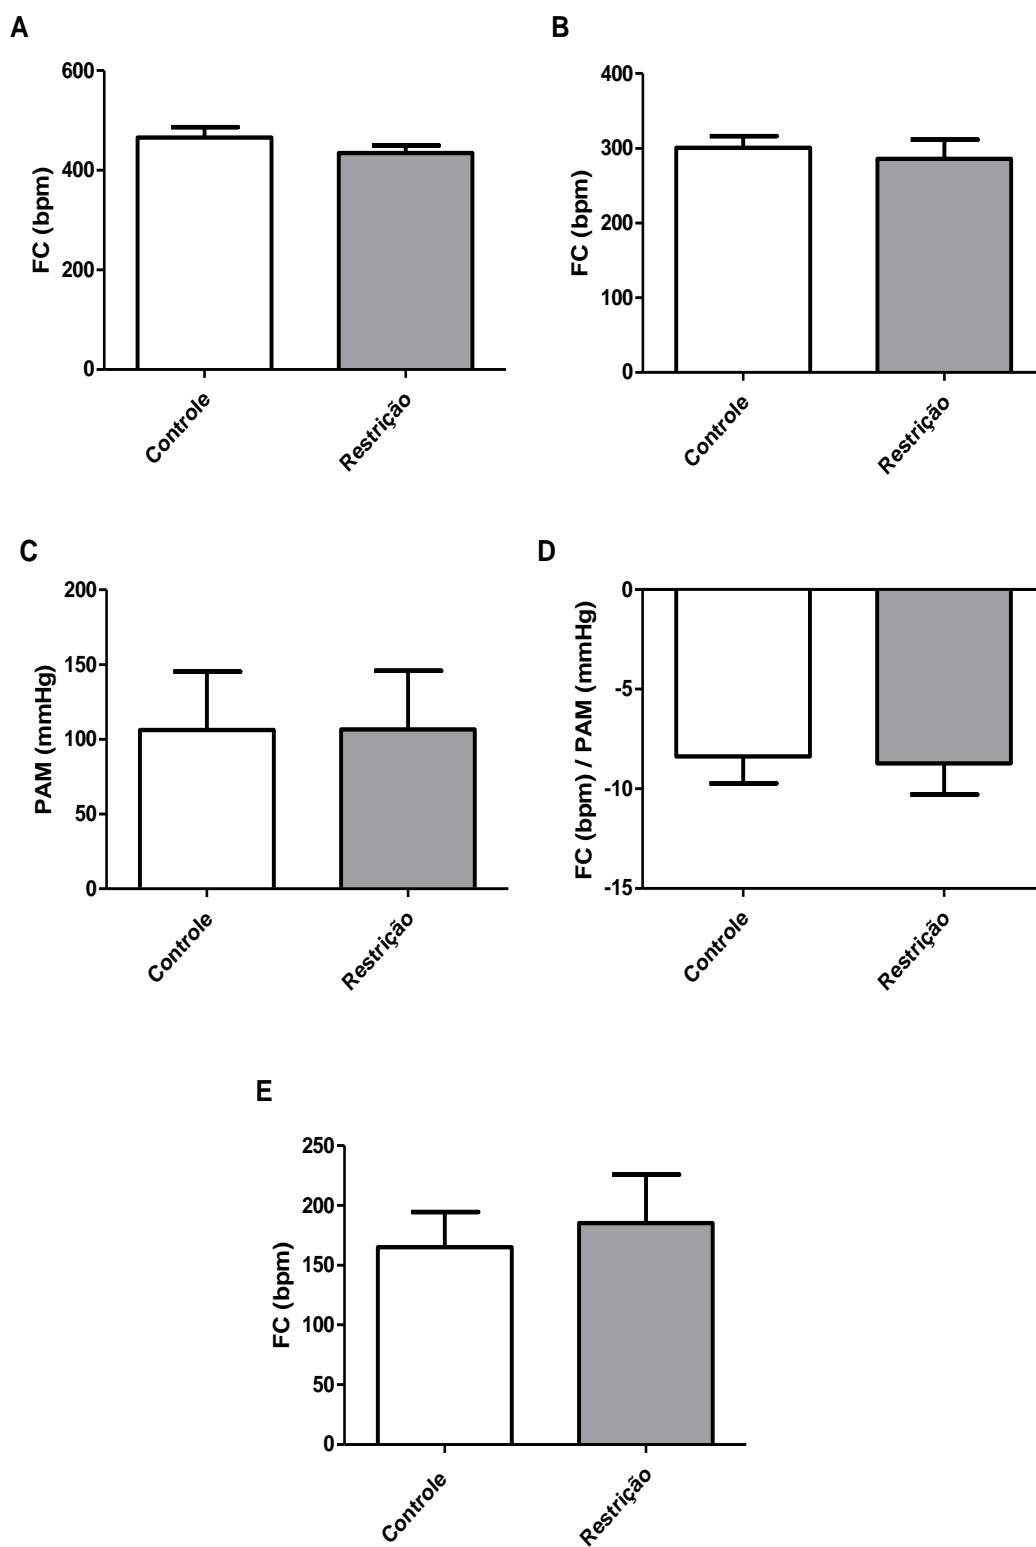 A
FC (bpm)
600
400
200
0
Controle
Restrição
B
FC (bpm)
400
300
200
100
0
Controle
Restrição
C
PAM (mmHg)
200
150
100
50
0
Controle
Restrição
D
FC (bpm) / PAM (mmHg)
0
-5
-10
-15
Controle
Restrição
E
FC (bpm)
250
200
150
100
50
0
Controle
Restrição